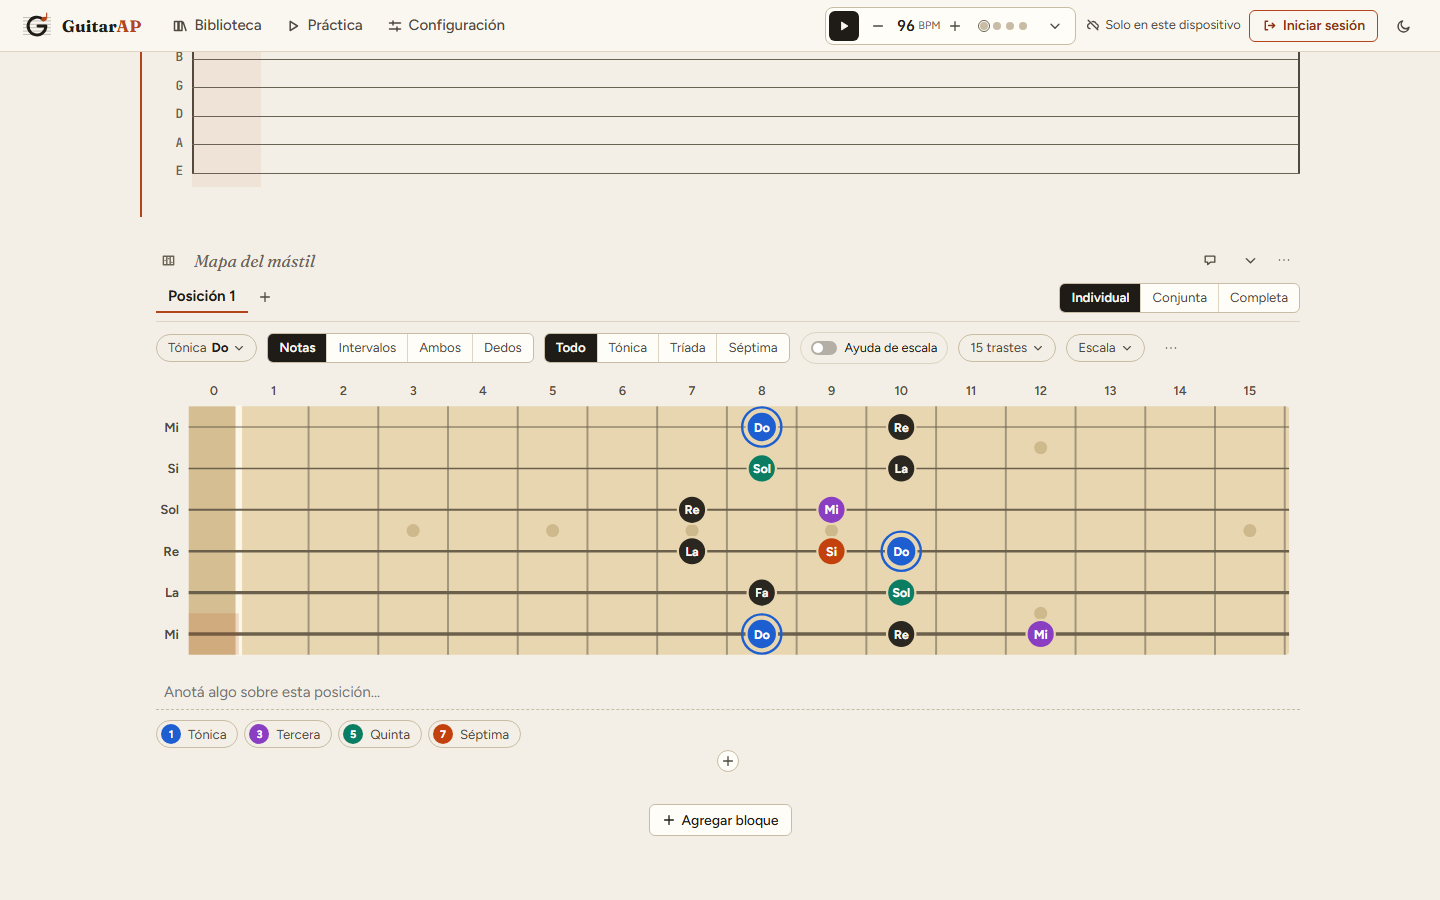 GuitarAP Biblioteca Práctica Configuración 96 BPM Solo en este dispositivo Iniciar sesión
B
G
D
A
E
Mapa del mástil
Posición 1 Individual Conjunta Completa
Tónica Do Notas Intervalos Ambos Dedos Todo Tónica Tríada Séptima Ayuda de escala 15 trastes Escala
0 1 2 3 4 5 6 7 8 9 10 11 12 13 14 15
Mi Do Re
Si Sol La
Sol Re Mi
Re La Si Do
La Fa Sol
Mi Do Re Mi
Anotá algo sobre esta posición...
1 Tónica 3 Tercera 5 Quinta 7 Séptima
Agregar bloque